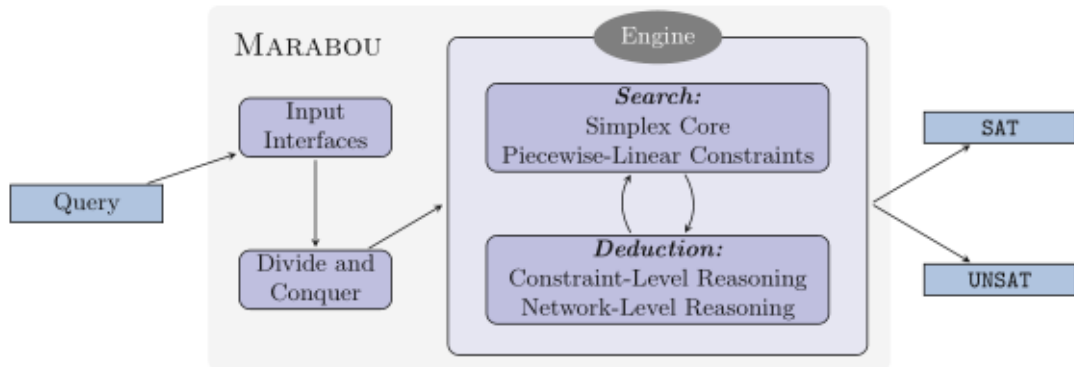 MARABOU
Engine
Input
Interfaces
Search:
Simplex Core
Piecewise-Linear Constraints
SAT
Query
Divide and
Conquer
Deduction:
Constraint-Level Reasoning
Network-Level Reasoning
UNSAT